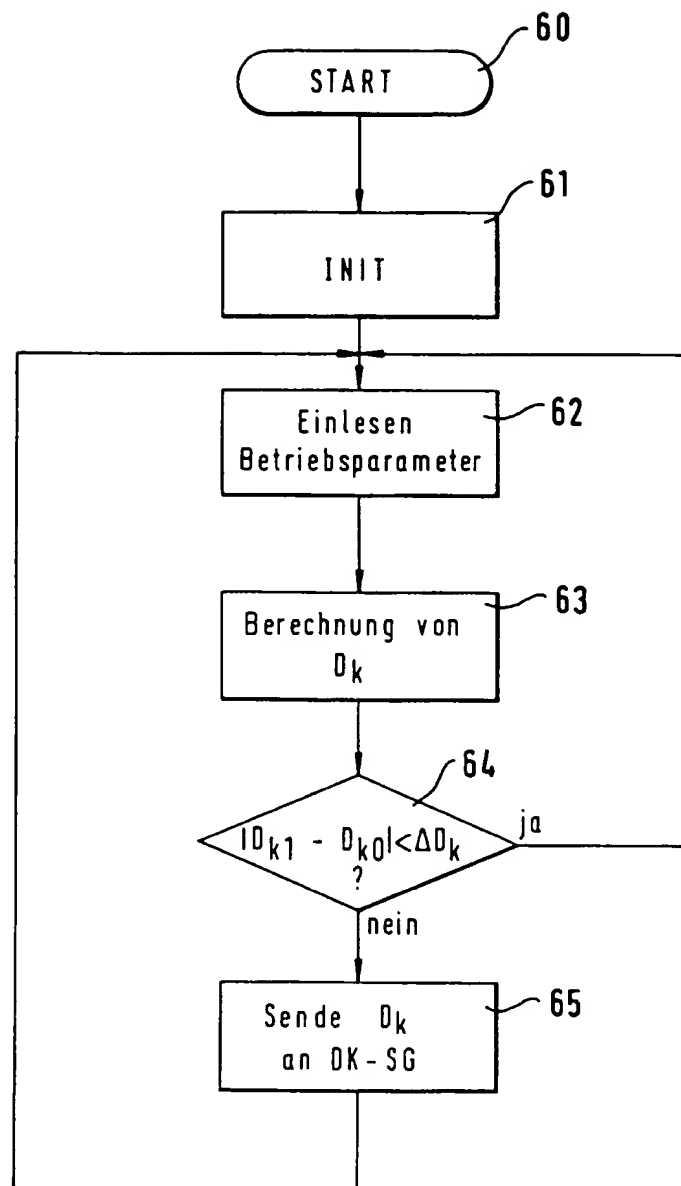 60
START
61
INIT
62
Einlesen
Betriebsparameter
63
Berechnung von
Dk
64
|Dk1 - Dk0|<ΔDk
?
ja
nein
65
Sende Dk
an DK-SG